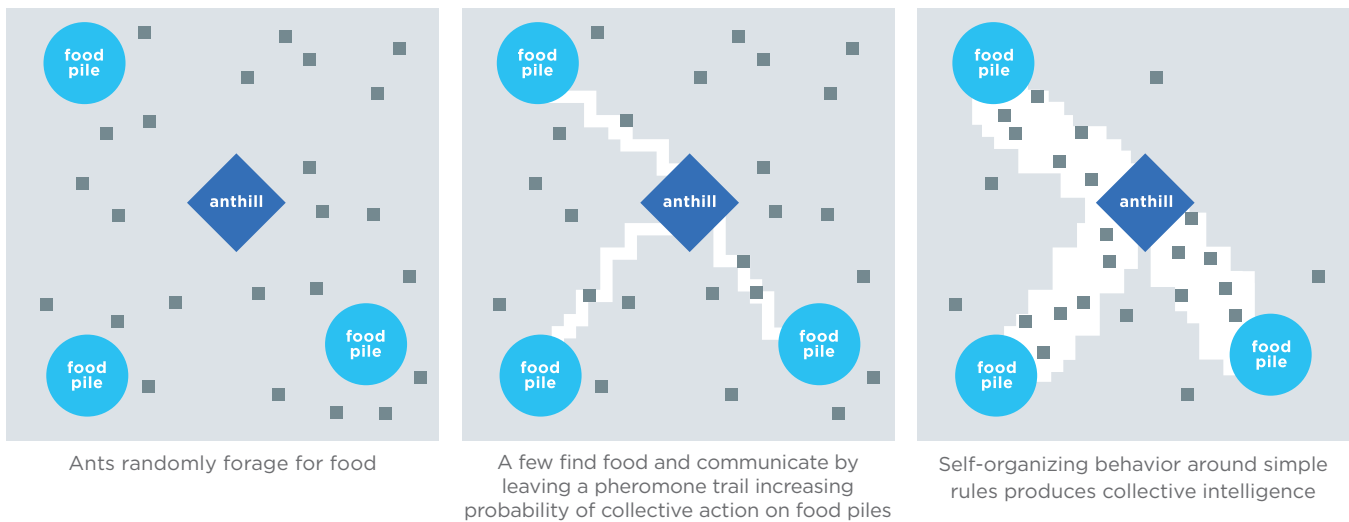 food
pile
anthill
food
pile
food
pile
Ants randomly forage for food
food
pile
anthill
food
pile
food
pile
A few find food and communicate by
leaving a pheromone trail increasing
probability of collective action on food piles
food
pile
anthill
food
pile
food
pile
Self-organizing behavior around simple
rules produces collective intelligence